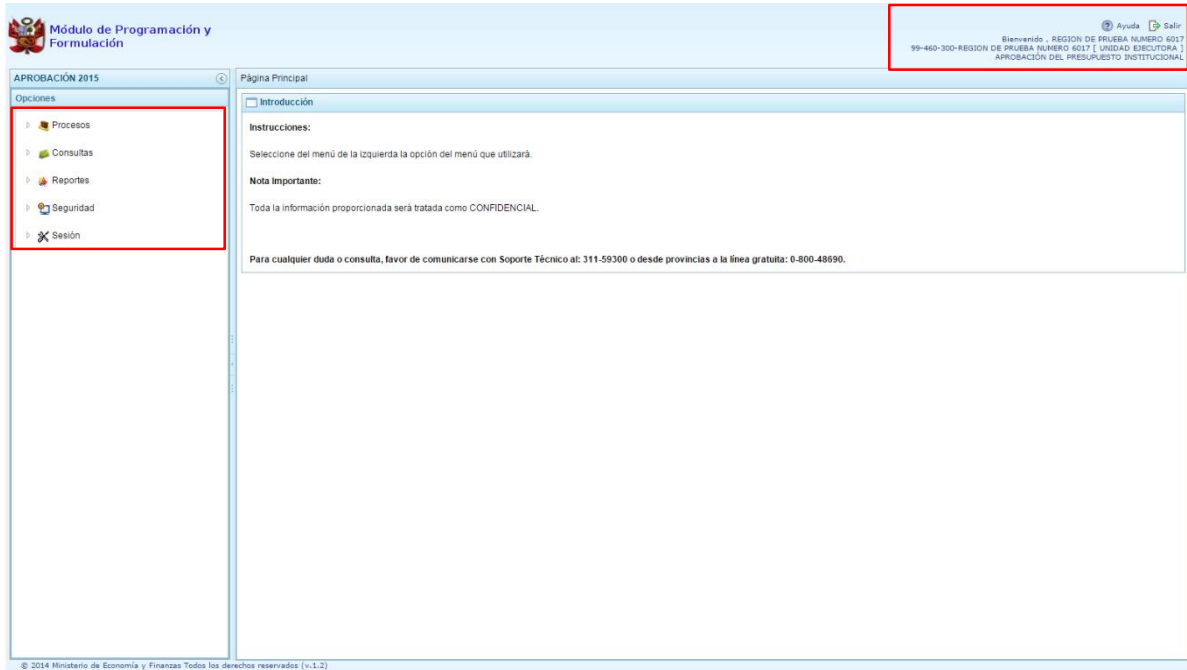 Módulo de Programación y
Formulación
Ayuda Salir
Bienvenido , REGION DE PRUEBA NUMERO 6017
99-460-300-REGION DE PRUEBA NUMERO 6017 [ UNIDAD EJECUTORA ]
APROBACIÓN DEL PRESUPUESTO INSTITUCIONAL
APROBACIÓN 2015
Opciones
Procesos
Consultas
Reportes
Seguridad
Sesión
Página Principal
Introducción
Instrucciones:
Seleccione del menú de la izquierda la opción del menú que utilizará.
Nota Importante:
Toda la información proporcionada será tratada como CONFIDENCIAL.
Para cualquier duda o consulta, favor de comunicarse con Soporte Técnico al: 311-59300 o desde provincias a la línea gratuita: 0-800-48690.
© 2014 Ministerio de Economía y Finanzas Todos los derechos reservados (v.1.2)